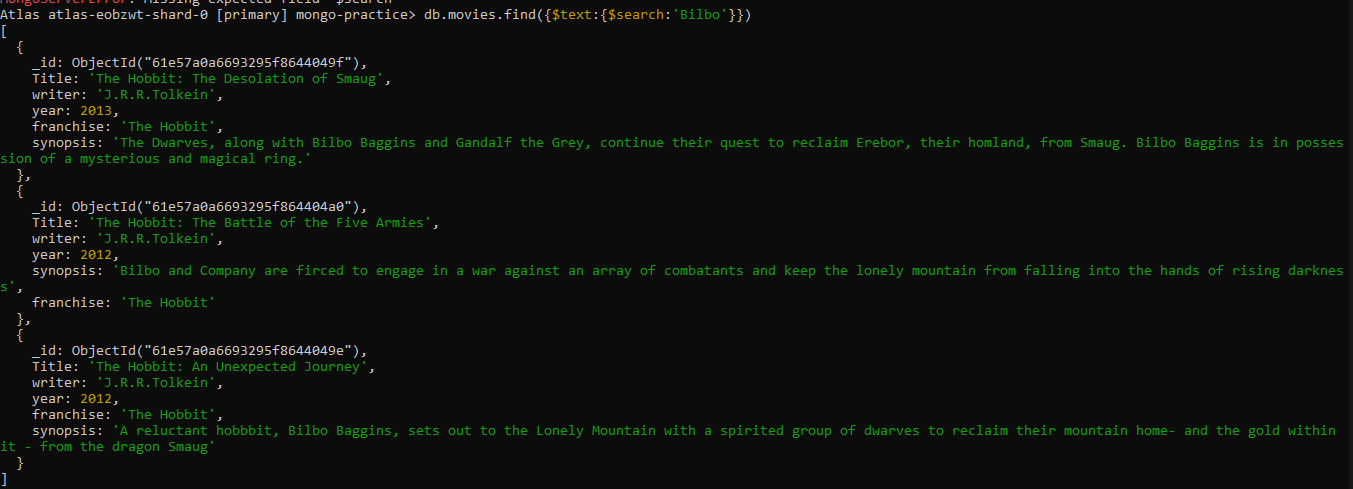 MongoServerError: Missing expected field "$search"
Atlas atlas-eobzwt-shard-0 [primary] mongo-practice> db.movies.find({$text:{$search:'Bilbo'}})
[
  {
    _id: ObjectId("61e57a0a6693295f8644049f"),
    Title: 'The Hobbit: The Desolation of Smaug',
    writer: 'J.R.R.Tolkein',
    year: 2013,
    franchise: 'The Hobbit',
    synopsis: 'The Dwarves, along with Bilbo Baggins and Gandalf the Grey, continue their quest to reclaim Erebor, their homland, from Smaug. Bilbo Baggins is in posses
sion of a mysterious and magical ring.'
  },
  {
    _id: ObjectId("61e57a0a6693295f864404a0"),
    Title: 'The Hobbit: The Battle of the Five Armies',
    writer: 'J.R.R.Tolkein',
    year: 2012,
    synopsis: 'Bilbo and Company are firced to engage in a war against an array of combatants and keep the lonely mountain from falling into the hands of rising darknes
s',
    franchise: 'The Hobbit'
  },
  {
    _id: ObjectId("61e57a0a6693295f8644049e"),
    Title: 'The Hobbit: An Unexpected Journey',
    writer: 'J.R.R.Tolkein',
    year: 2012,
    franchise: 'The Hobbit',
    synopsis: 'A reluctant hobbbit, Bilbo Baggins, sets out to the Lonely Mountain with a spirited group of dwarves to reclaim their mountain home- and the gold within
it - from the dragon Smaug'
  }
]